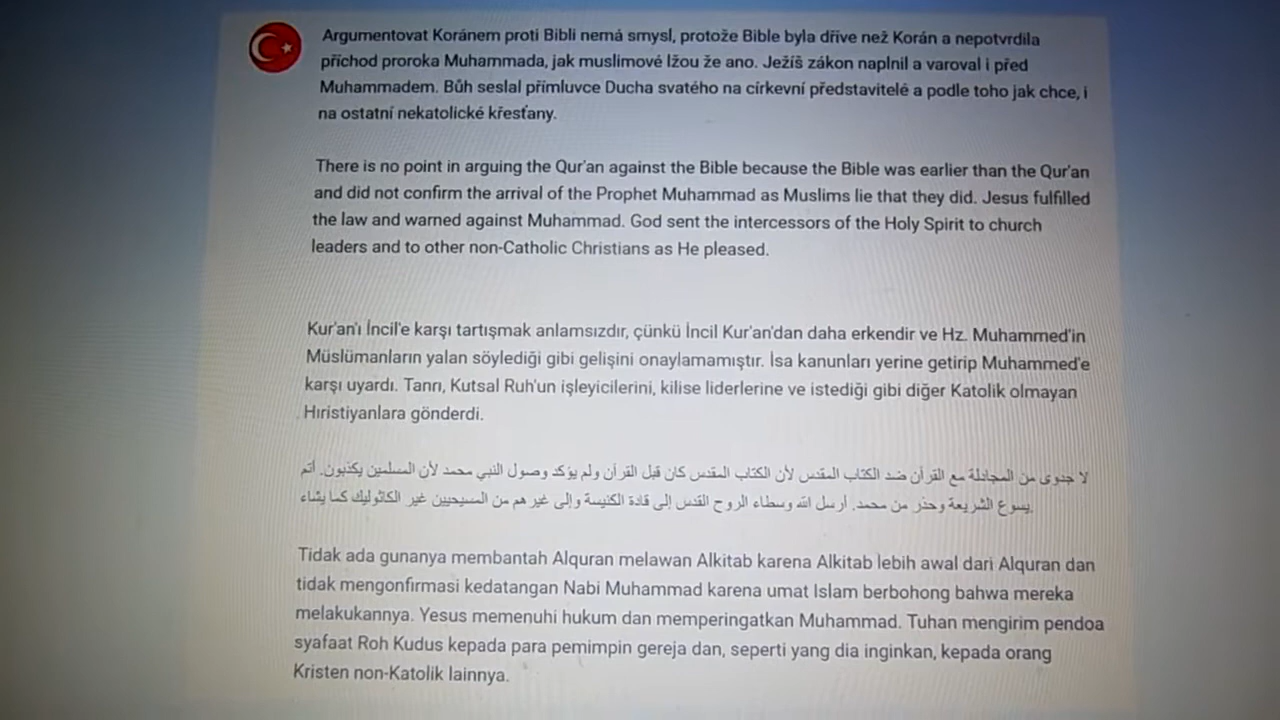 Argumentovat Koránem proti Bibli nemá smysl, protože Bible byla dříve než Korán a nepotvrdila
příchod proroka Muhammada, jak muslimové lžou že ano. Ježíš zákon naplnil a varoval i před
Muhammadem. Bůh seslal přímluvce Ducha svatého na církevní představitelé a podle toho jak chce, i
na ostatní nekatolické křesťany.
There is no point in arguing the Qur'an against the Bible because the Bible was earlier than the Qur'an
and did not confirm the arrival of the Prophet Muhammad as Muslims lie that they did. Jesus fulfilled
the law and warned against Muhammad. God sent the intercessors of the Holy Spirit to church
leaders and to other non-Catholic Christians as He pleased.
Kur'an'ı İncil'e karşı tartışmak anlamsızdır, çünkü İncil Kur'an'dan daha erkendir ve Hz. Muhammed'in
Müslümanların yalan söylediği gibi gelişini onaylamamıştır. İsa kanunları yerine getirip Muhammed'e
karşı uyardı. Tanrı, Kutsal Ruh'un işleyicilerini, kilise liderlerine ve istediği gibi diğer Katolik olmayan
Hıristiyanlara gönderdi.
لا جدوى من المجادلة مع القرآن ضد الكتاب المقدس لأن الكتاب المقدس كان قبل القرآن ولم يؤكد وصول النبي محمد لأن المسلمين يكذبون. أتم
يسوع الشريعة وحذر من محمد. أرسل الله وسطاء الروح القدس إلى قادة الكنيسة وإلى غير هم من المسيحيين غير الكاثوليك كما يشاء.
Tidak ada gunanya membantah Alquran melawan Alkitab karena Alkitab lebih awal dari Alquran dan
tidak mengonfirmasi kedatangan Nabi Muhammad karena umat Islam berbohong bahwa mereka
melakukannya. Yesus memenuhi hukum dan memperingatkan Muhammad. Tuhan mengirim pendoa
syafaat Roh Kudus kepada para pemimpin gereja dan, seperti yang dia inginkan, kepada orang
Kristen non-Katolik lainnya.